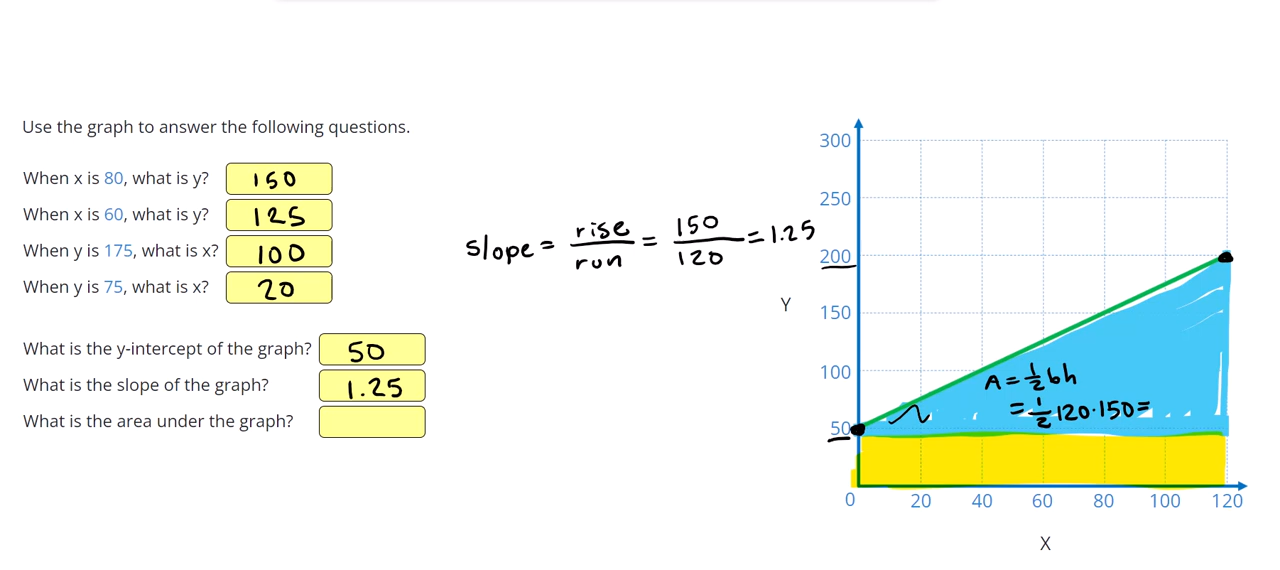 Use the graph to answer the following questions.
When x is 80, what is y? 150
When x is 60, what is y? 125
When y is 175, what is x? 100
When y is 75, what is x? 20
What is the y-intercept of the graph? 50
What is the slope of the graph? 1.25
What is the area under the graph?
slope = rise/run = 150/120 = 1.25
300
250
200
Y
150
100
50
A = 1/2 bh
= 1/2 120·150 =
0 20 40 60 80 100 120
X